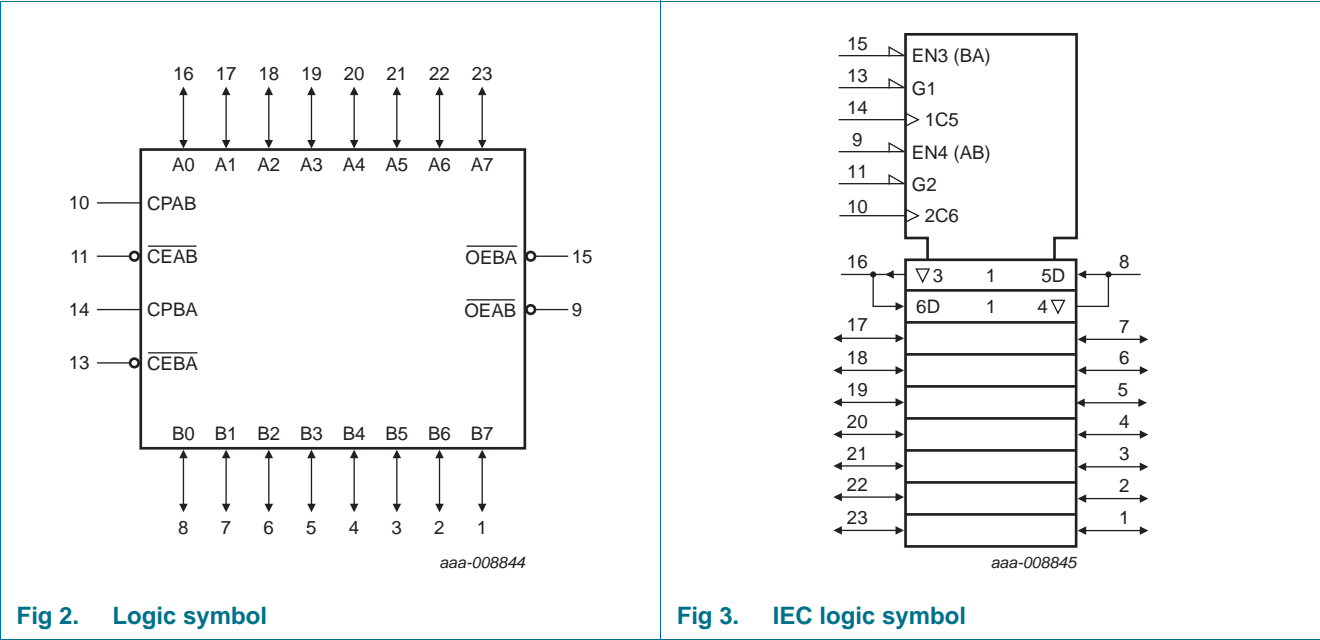 16 17 18 19 20 21 22 23
A0 A1 A2 A3 A4 A5 A6 A7
10 CPAB
11 CEAB OEBA 15
14 CPBA OEAB 9
13 CEBA
B0 B1 B2 B3 B4 B5 B6 B7
8 7 6 5 4 3 2 1
aaa-008844
Fig 2. Logic symbol
15 EN3 (BA)
13 G1
14 1C5
9 EN4 (AB)
11 G2
10 2C6
16 ▽3 1 5D 8
6D 1 4▽
17 7
18 6
19 5
20 4
21 3
22 2
23 1
aaa-008845
Fig 3. IEC logic symbol